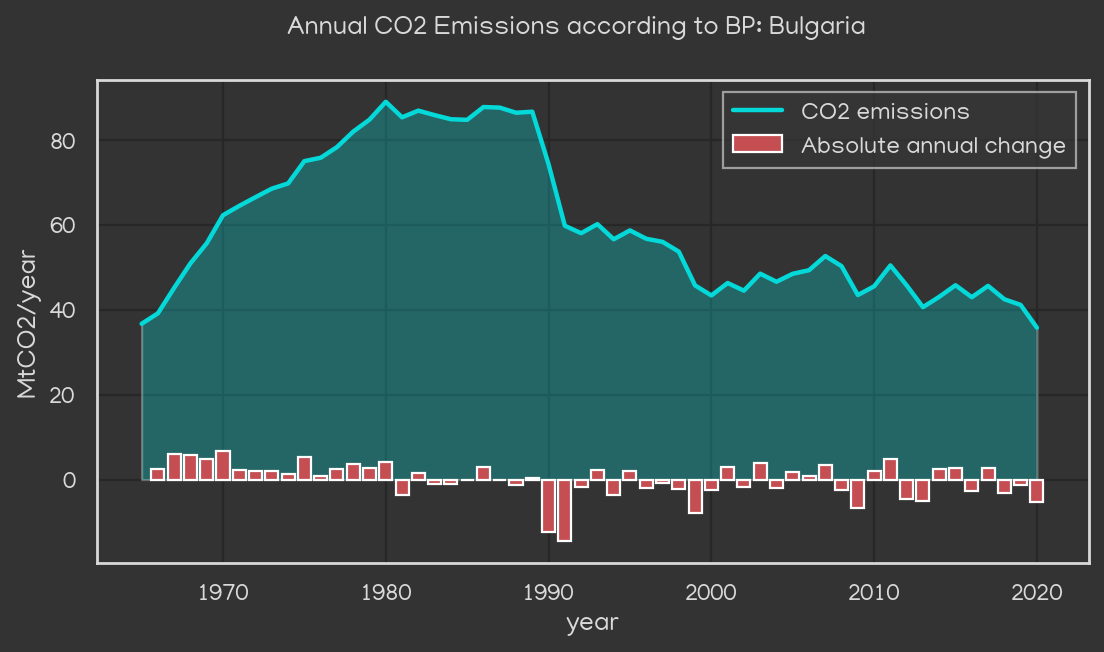 Annual CO2 Emissions according to BP: Bulgaria
CO2 emissions
Absolute annual change
MtCO2/year
80
60
40
20
0
1970 1980 1990 2000 2010 2020
year